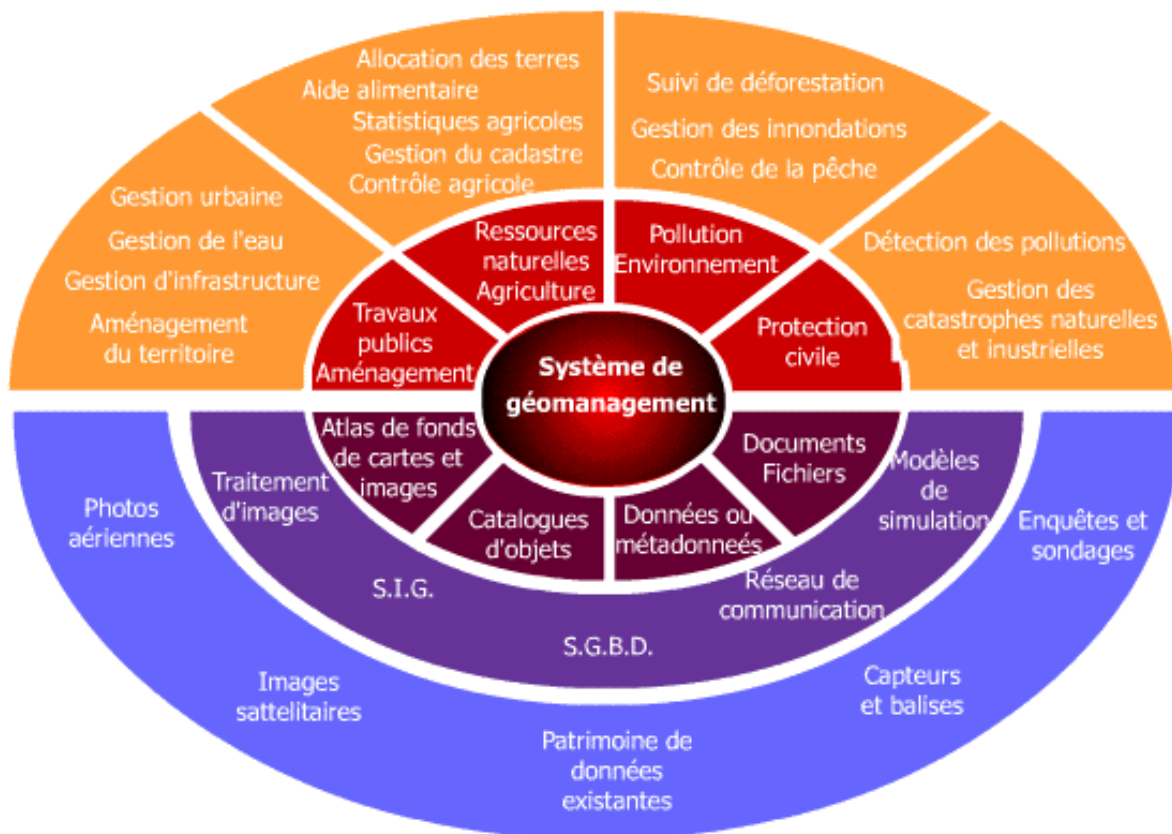 Allocation des terres
Aide alimentaire
Statistiques agricoles
Gestion du cadastre
Contrôle agricole
Suivi de déforestation
Gestion des innondations
Contrôle de la pêche
Gestion urbaine
Gestion de l'eau
Gestion d'infrastructure
Aménagement
du territoire
Détection des pollutions
Gestion des
catastrophes naturelles
et inustrielles
Ressources
naturelles
Agriculture
Pollution
Environnement
Travaux
publics
Aménagement
Protection
civile
Système de
géomanagement
Atlas de fonds
de cartes et
images
Catalogues
d'objets
Données ou
métadonneés
Documents
Fichiers
Traitement
d'images
S.I.G.
S.G.B.D.
Réseau de
communication
Modèles
de
simulation
Photos
aériennes
Images
sattelitaires
Patrimoine de
données
existantes
Capteurs
et balises
Enquêtes et
sondages